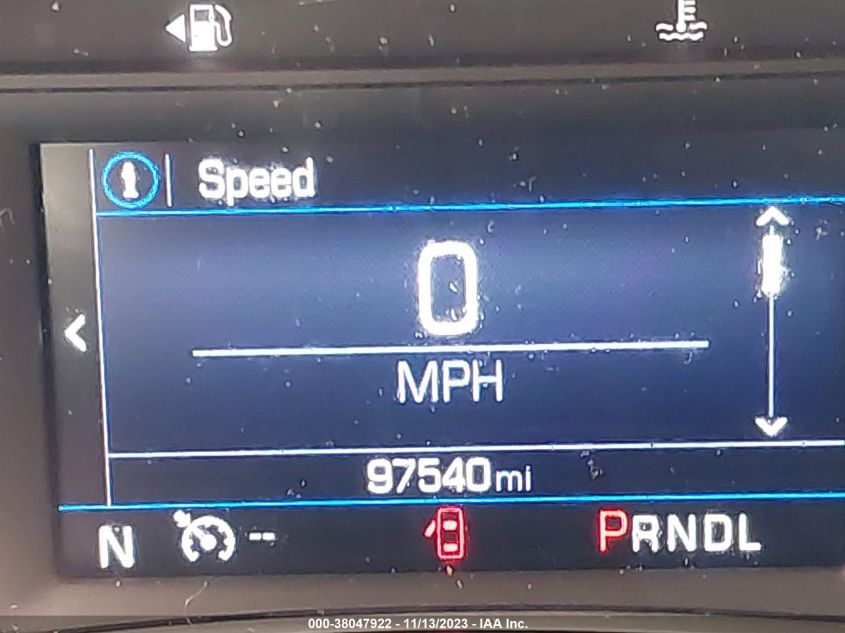 Speed
0
MPH
97540mi
N -- PRNDL
000-38047922 - 11/13/2023 - IAA Inc.